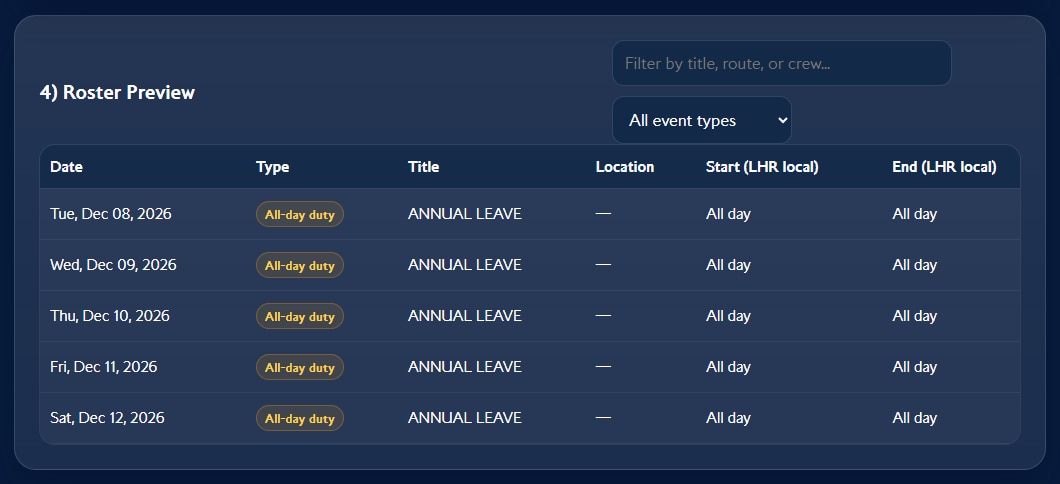 4) Roster Preview
Filter by title, route, or crew...
All event types
Date Type Title Location Start (LHR local) End (LHR local)
Tue, Dec 08, 2026 All-day duty ANNUAL LEAVE — All day All day
Wed, Dec 09, 2026 All-day duty ANNUAL LEAVE — All day All day
Thu, Dec 10, 2026 All-day duty ANNUAL LEAVE — All day All day
Fri, Dec 11, 2026 All-day duty ANNUAL LEAVE — All day All day
Sat, Dec 12, 2026 All-day duty ANNUAL LEAVE — All day All day